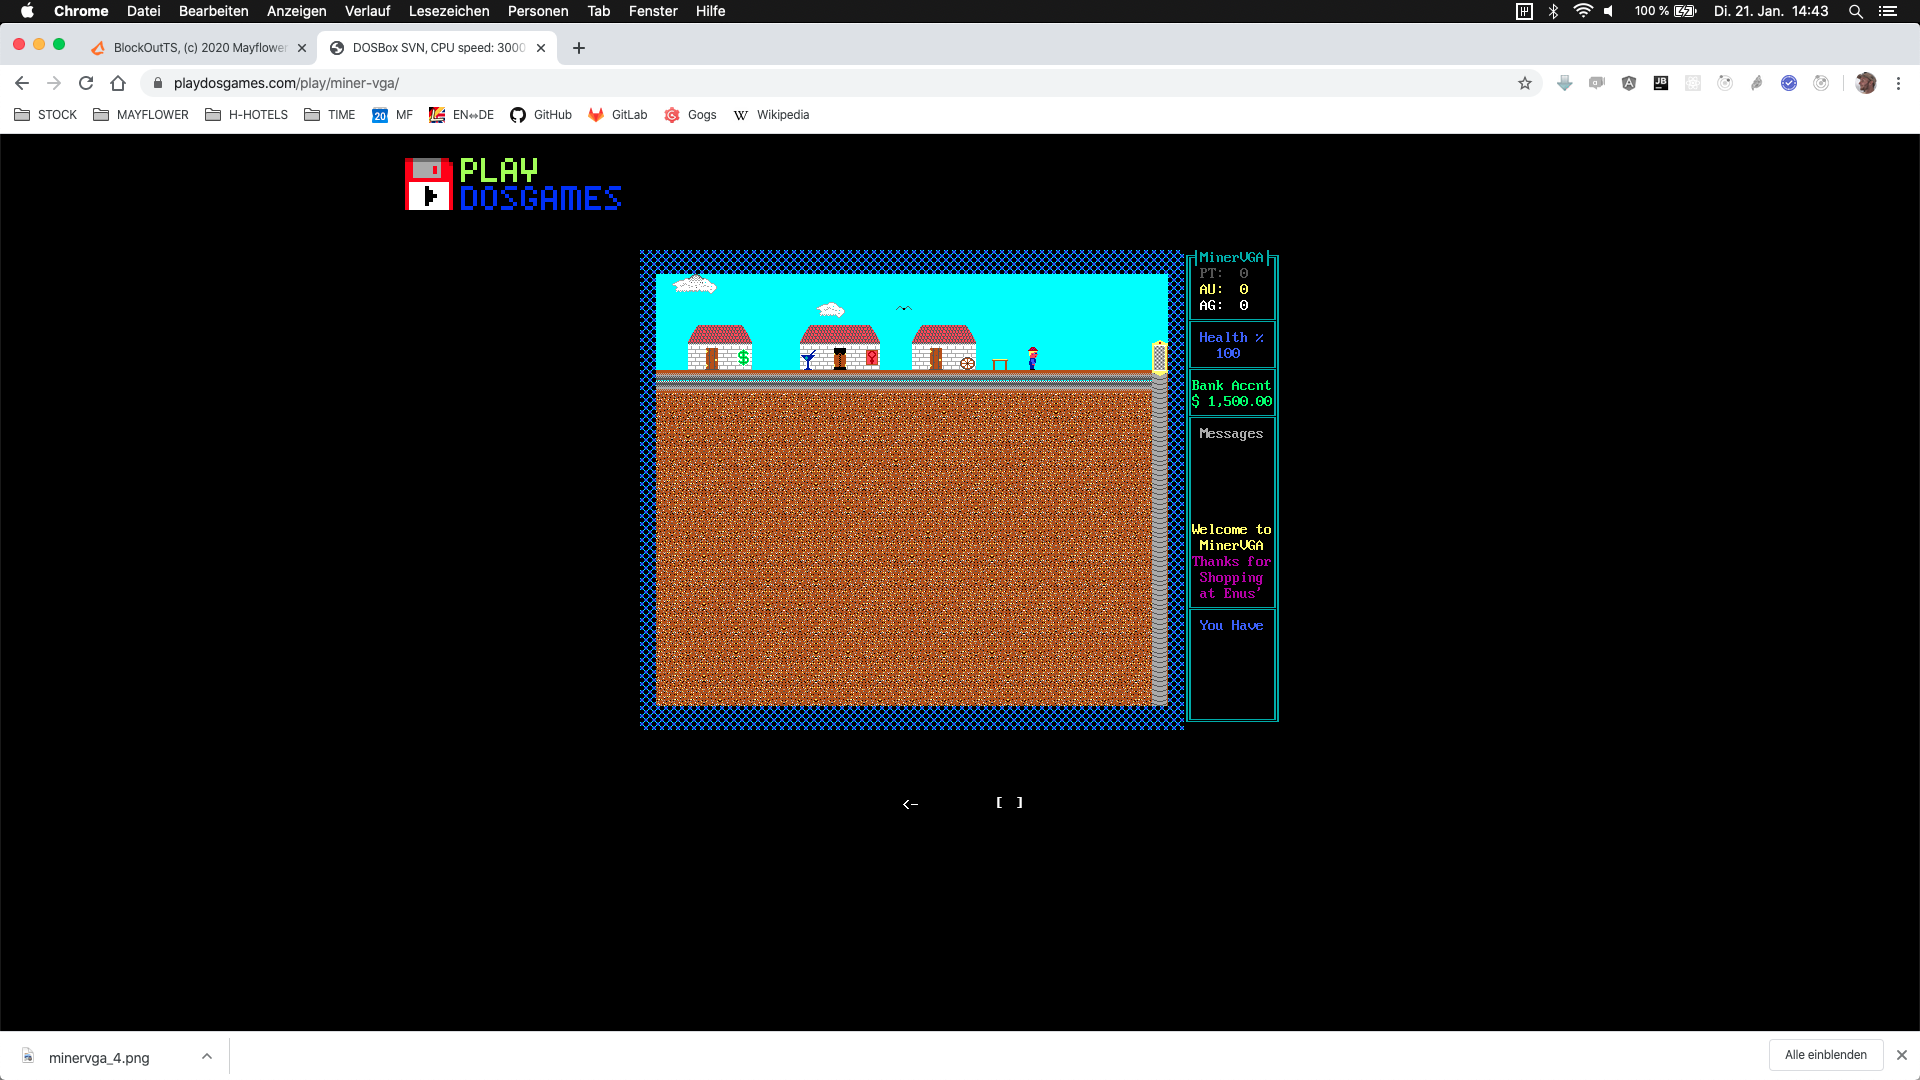 Chrome Datei Bearbeiten Anzeigen Verlauf Lesezeichen Personen Tab Fenster Hilfe 100 % Di. 21. Jan. 14:43
BlockOutTS, (c) 2020 Mayflower DOSBox SVN, CPU speed: 3000
playdosgames.com/play/miner-vga/
STOCK MAYFLOWER H-HOTELS TIME 20 MF EN⇔DE GitHub GitLab Gogs W Wikipedia
PLAY
DOSGAMES
MinerVGA
PT: 0
AU: 0
AG: 0
Health %
100
Bank Accnt
$ 1,500.00
Messages
Welcome to
MinerVGA
Thanks for
Shopping
at Emus'
You Have
$
<- [ ]
minervga_4.png Alle einblenden